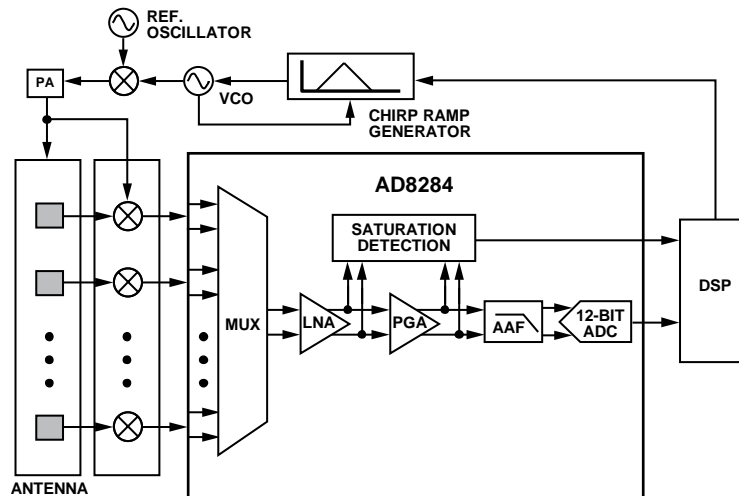 REF.
OSCILLATOR
PA
VCO
CHIRP RAMP
GENERATOR
AD8284
SATURATION
DETECTION
MUX
LNA
PGA
AAF
12-BIT
ADC
DSP
ANTENNA